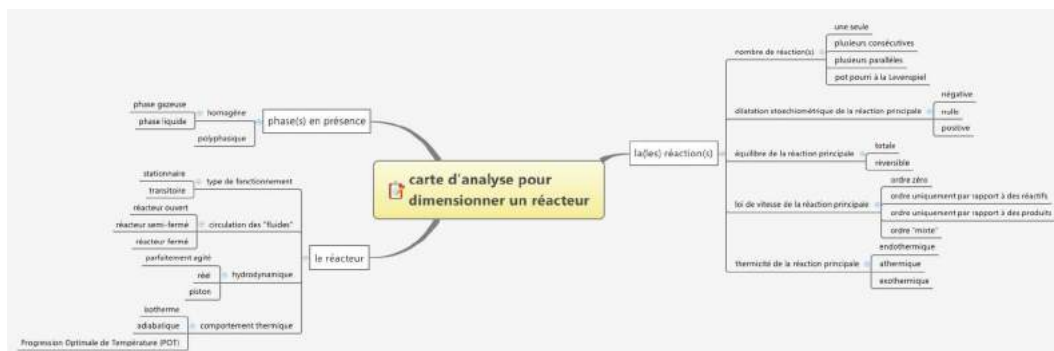 carte d'analyse pour
dimensionner un réacteur
phase(s) en présence
homogène
phase gazeuse
phase liquide
polyphasique
le réacteur
type de fonctionnement
stationnaire
transitoire
circulation des "fluides"
réacteur ouvert
réacteur semi-fermé
réacteur fermé
hydrodynamique
parfaitement agité
réél
piston
comportement thermique
isotherme
adiabatique
Progression Optimale de Température (POT)
la(les) réaction(s)
nombre de réaction(s)
une seule
plusieurs consécutives
plusieurs parallèles
pot pourri à la Levenspiel
dilatation stoechiométrique de la réaction principale
négative
nulle
positive
équilibre de la réaction principale
totale
réversible
loi de vitesse de la réaction principale
ordre zéro
ordre uniquement par rapport à des réactifs
ordre uniquement par rapport à des produits
ordre "mixte"
thermicité de la réaction principale
endothermique
athermique
exothermique